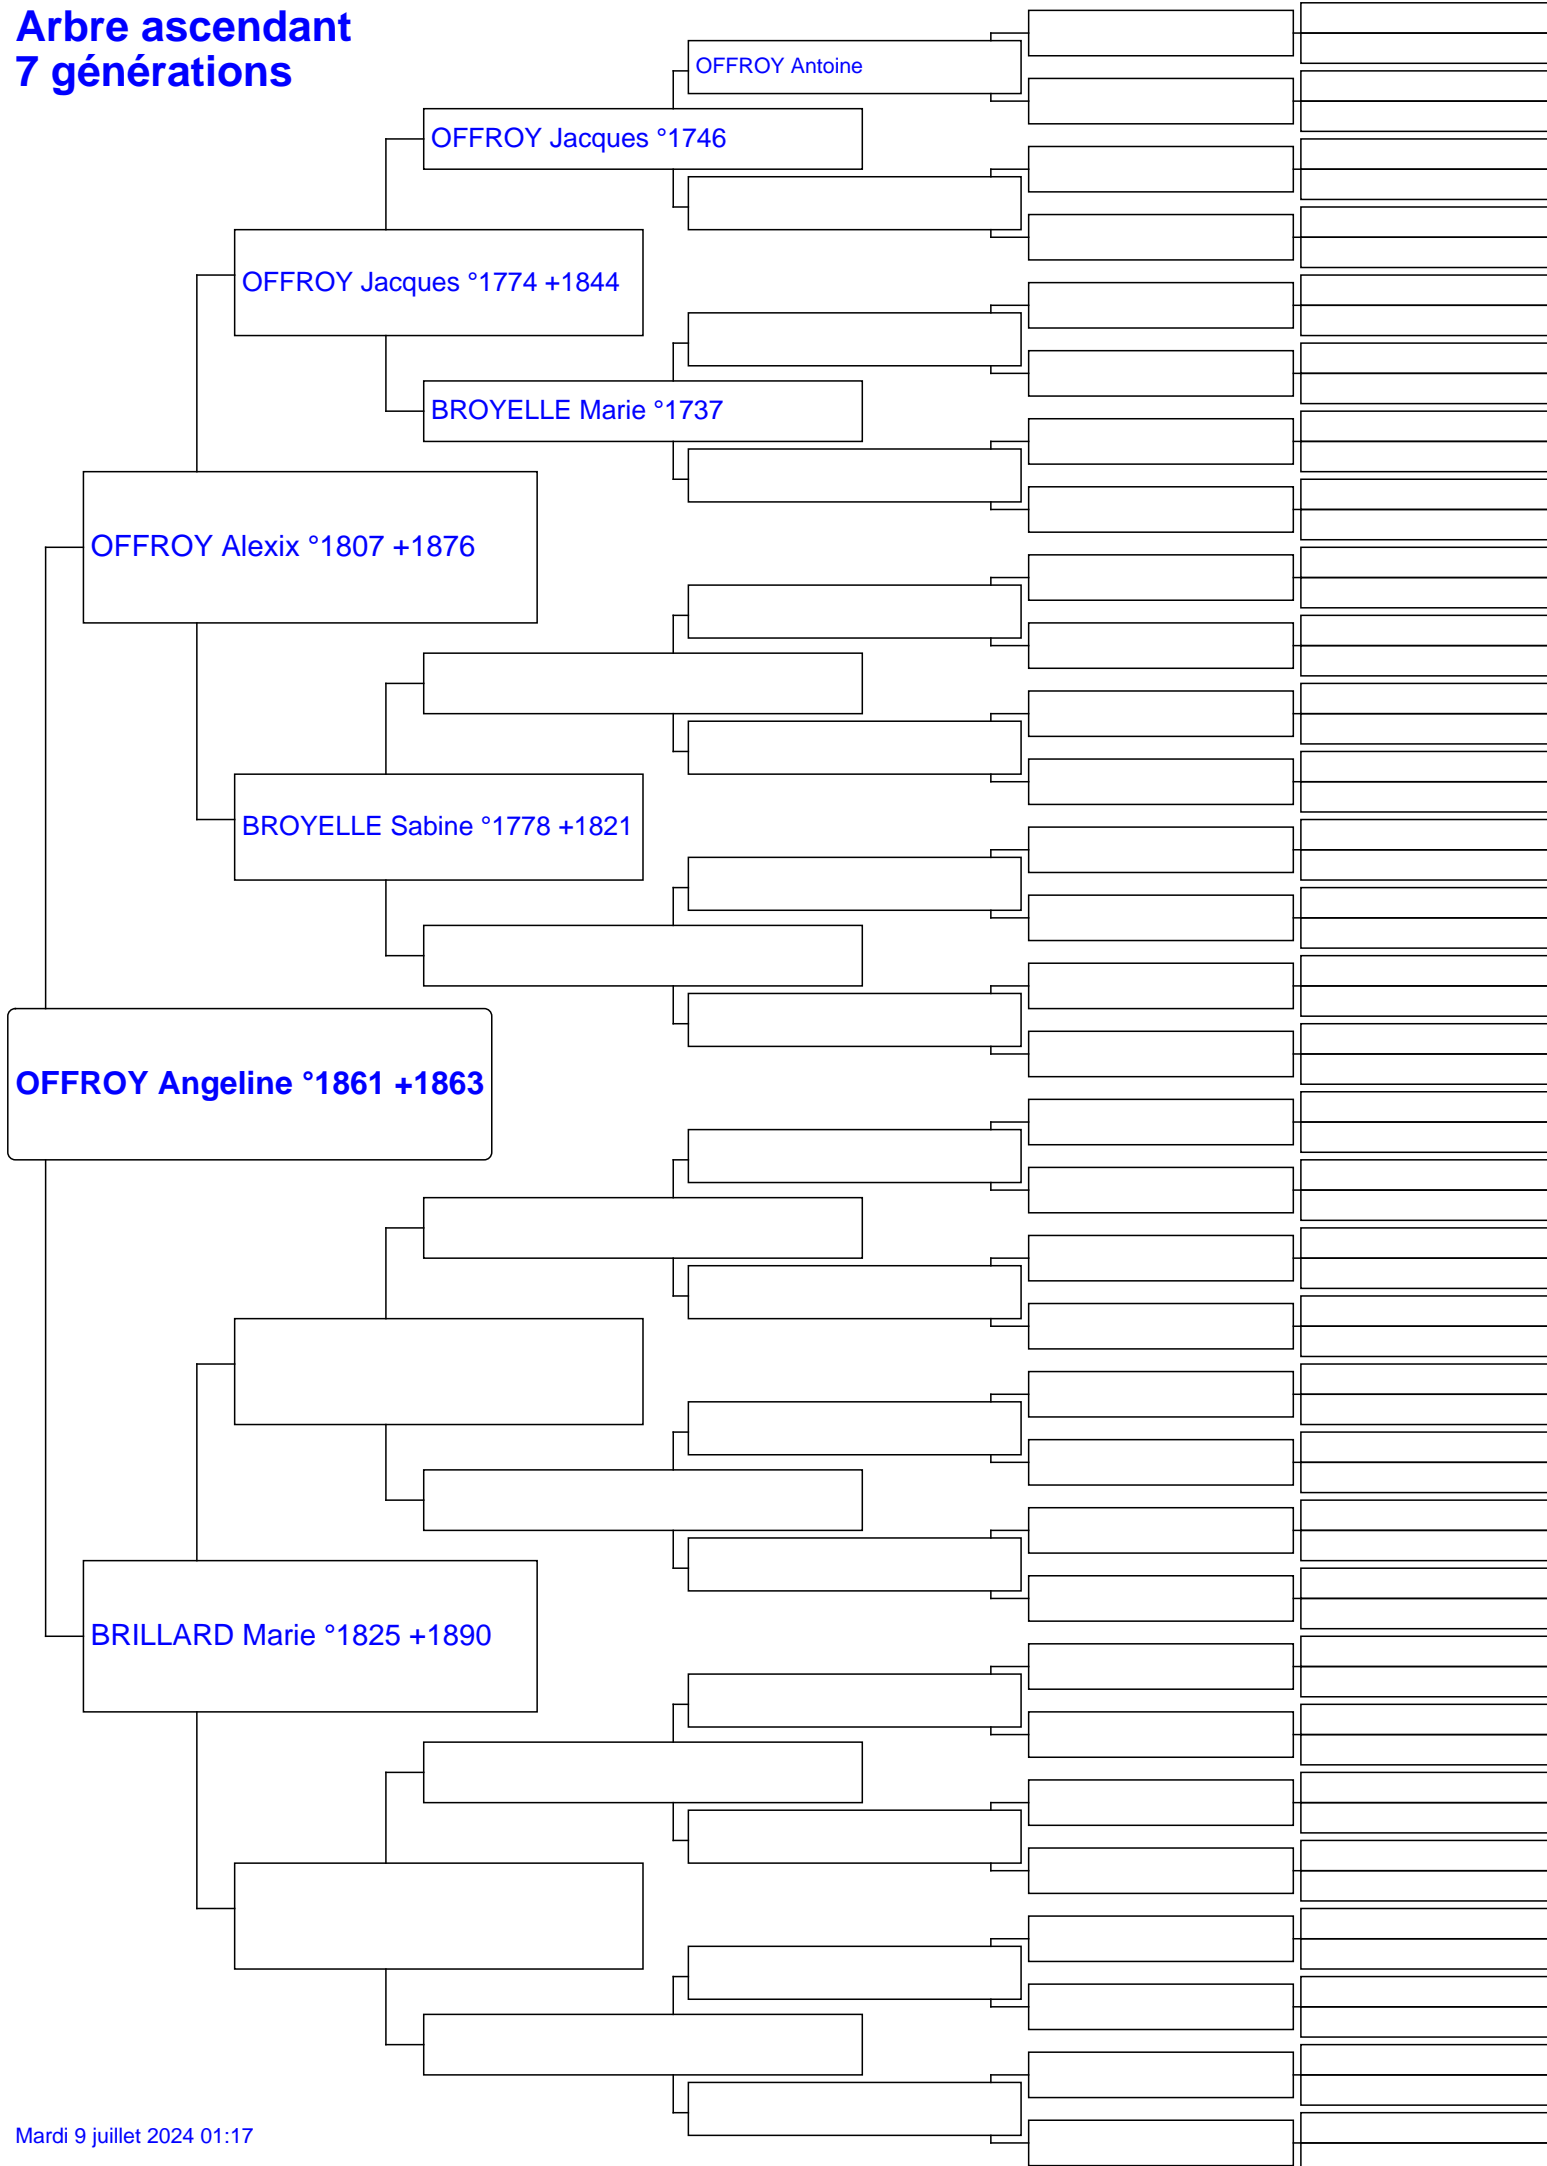 Arbre ascendant
7 générations
OFFROY Antoine
OFFROY Jacques °1746
OFFROY Jacques °1774 +1844
BROYELLE Marie °1737
OFFROY Alexix °1807 +1876
BROYELLE Sabine °1778 +1821
OFFROY Angeline °1861 +1863
BRILLARD Marie °1825 +1890
Mardi 9 juillet 2024 01:17